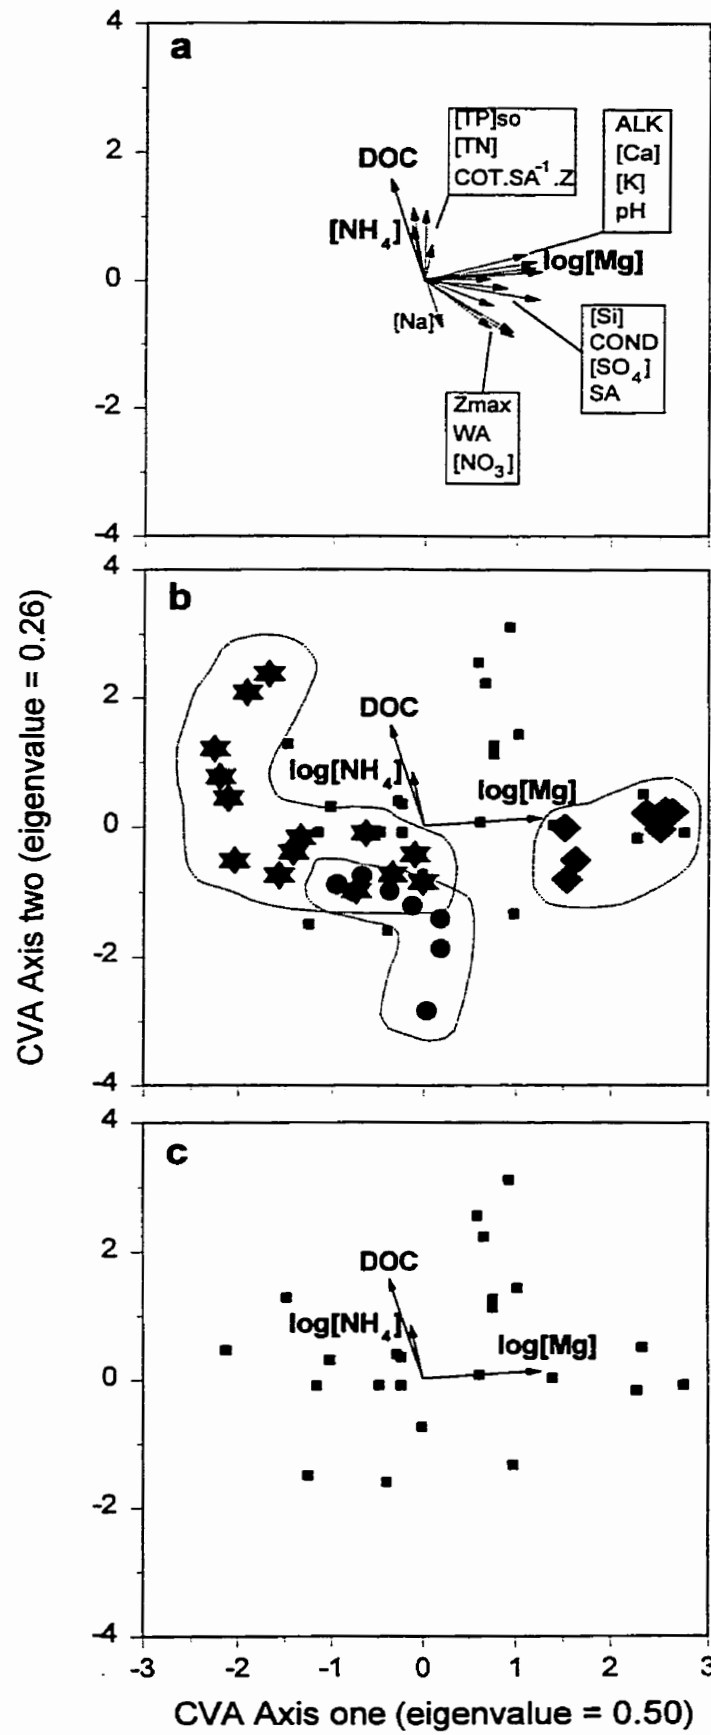 4
a
[TP]so
[TN]
COT.SA⁻¹.Z
ALK
[Ca]
[K]
pH
2
DOC
[NH₄]
log[Mg]
0
[Na]
[Si]
COND
[SO₄]
SA
-2
Zmax
WA
[NO₃]
-4
CVA Axis two (eigenvalue = 0.26)
4
b
2
DOC
log[NH₄]
log[Mg]
0
-2
-4
4
c
2
DOC
log[NH₄]
log[Mg]
0
-2
-4
-3 -2 -1 0 1 2 3
CVA Axis one (eigenvalue = 0.50)